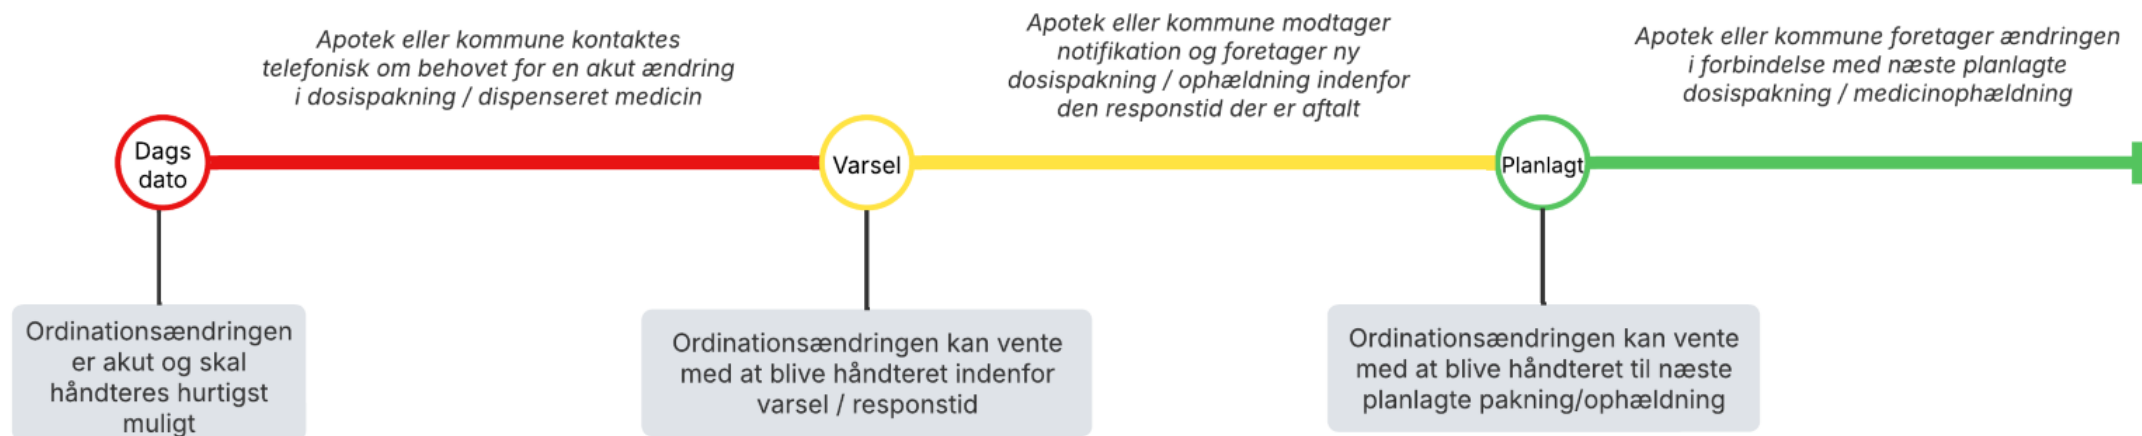 Apotek eller kommune kontaktes
telefonisk om behovet for en akut ændring
i dosispakning / dispenseret medicin
Apotek eller kommune modtager
notifikation og foretager ny
dosispakning / ophældning indenfor
den responstid der er aftalt
Apotek eller kommune foretager ændringen
i forbindelse med næste planlagte
dosispakning / medicinophældning
Dags
dato
Varsel
Planlagt
Ordinationsændringen
er akut og skal
håndteres hurtigst
muligt
Ordinationsændringen kan vente
med at blive håndteret indenfor
varsel / responstid
Ordinationsændringen kan vente
med at blive håndteret til næste
planlagte pakning/ophældning